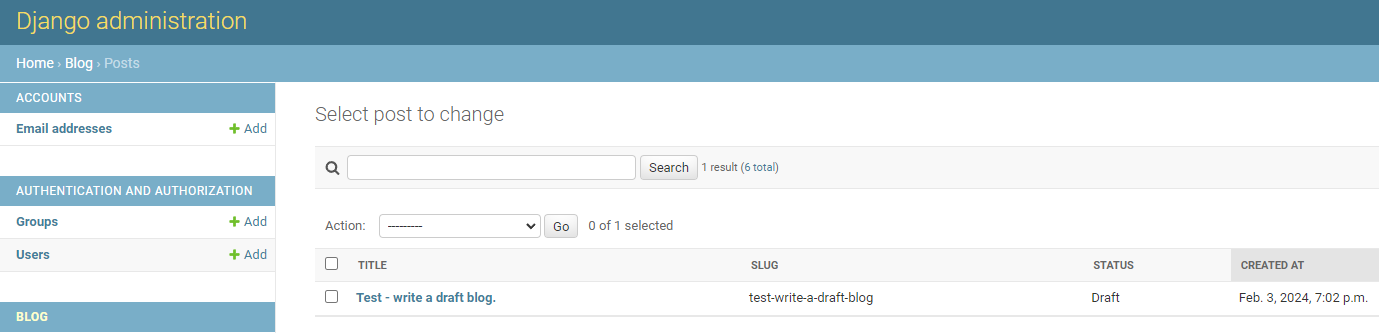 Django administration
Home › Blog › Posts
ACCOUNTS
Email addresses + Add
AUTHENTICATION AND AUTHORIZATION
Groups + Add
Users + Add
BLOG
Select post to change
Search 1 result (6 total)
Action: --------- Go 0 of 1 selected
TITLE SLUG STATUS CREATED AT
Test - write a draft blog. test-write-a-draft-blog Draft Feb. 3, 2024, 7:02 p.m.